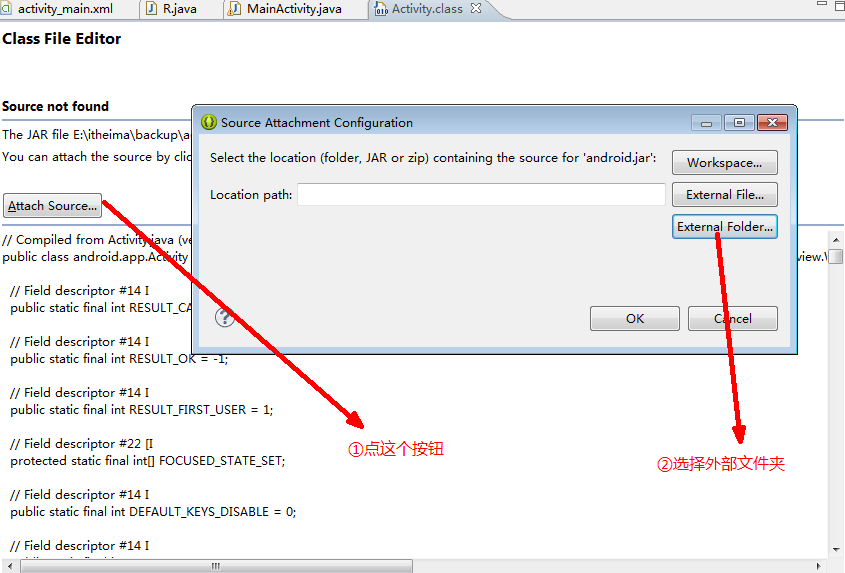 activity_main.xml
R.java
MainActivity.java
Activity.class
Class File Editor
Source not found
The JAR file E:\itheima\backup\a
You can attach the source by clic
Attach Source...
Source Attachment Configuration
Select the location (folder, JAR or zip) containing the source for 'android.jar':
Workspace...
Location path:
External File...
External Folder...
OK
Cancel
// Compiled from Activity.java (ve
public class android.app.Activity
view.\
// Field descriptor #14 I
public static final int RESULT_CA
// Field descriptor #14 I
public static final int RESULT_OK = -1;
// Field descriptor #14 I
public static final int RESULT_FIRST_USER = 1;
// Field descriptor #22 [I
protected static final int[] FOCUSED_STATE_SET;
// Field descriptor #14 I
public static final int DEFAULT_KEYS_DISABLE = 0;
// Field descriptor #14 I
①点这个按钮
②选择外部文件夹